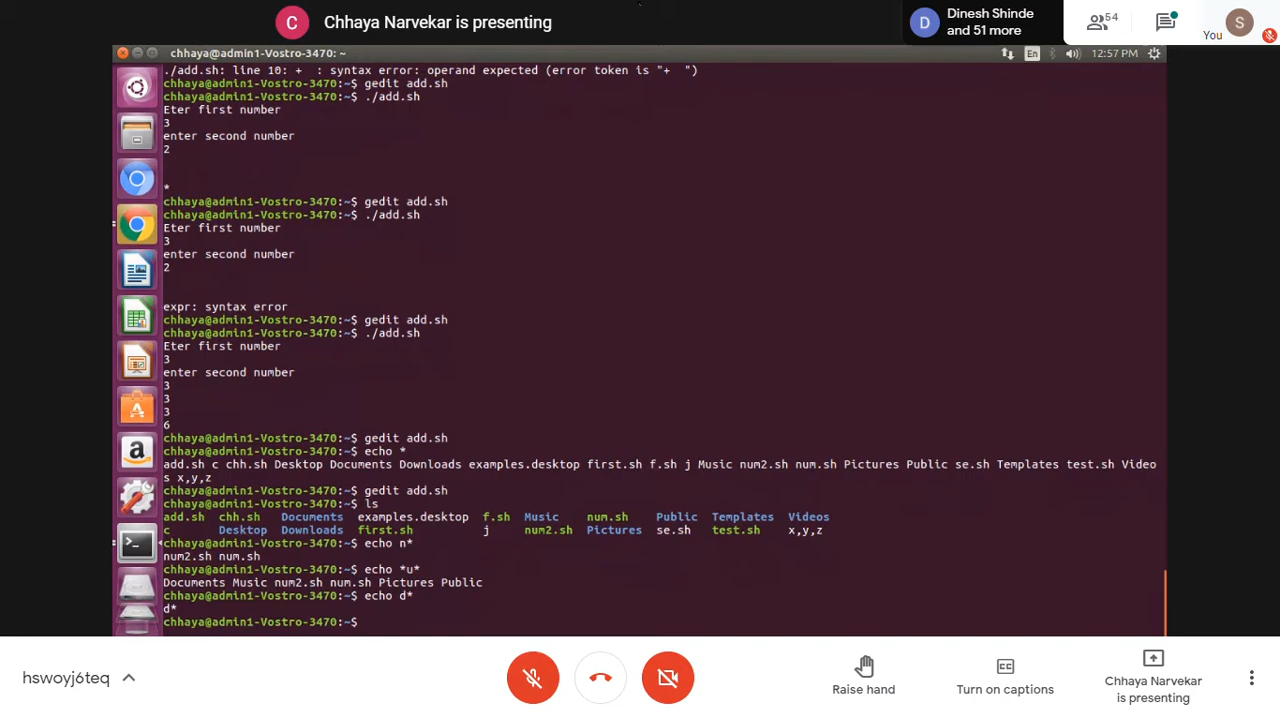 C Chhaya Narvekar is presenting
D Dinesh Shinde
and 51 more
54
You
S
chhaya@admin1-Vostro-3470: ~
En
12:57 PM
./add.sh: line 10: +  : syntax error: operand expected (error token is "+  ")
chhaya@admin1-Vostro-3470:~$ gedit add.sh
chhaya@admin1-Vostro-3470:~$ ./add.sh
Eter first number
3
enter second number
2
*
chhaya@admin1-Vostro-3470:~$ gedit add.sh
chhaya@admin1-Vostro-3470:~$ ./add.sh
Eter first number
3
enter second number
2
expr: syntax error
chhaya@admin1-Vostro-3470:~$ gedit add.sh
chhaya@admin1-Vostro-3470:~$ ./add.sh
Eter first number
3
enter second number
3
3
3
6
chhaya@admin1-Vostro-3470:~$ gedit add.sh
chhaya@admin1-Vostro-3470:~$ echo *
add.sh c chh.sh Desktop Documents Downloads examples.desktop first.sh f.sh j Music num2.sh num.sh Pictures Public se.sh Templates test.sh Video
s x,y,z
chhaya@admin1-Vostro-3470:~$ gedit add.sh
chhaya@admin1-Vostro-3470:~$ ls
add.sh chh.sh Documents examples.desktop f.sh Music num.sh Public Templates Videos
c Desktop Downloads first.sh j num2.sh Pictures se.sh test.sh x,y,z
chhaya@admin1-Vostro-3470:~$ echo n*
num2.sh num.sh
chhaya@admin1-Vostro-3470:~$ echo *u*
Documents Music num2.sh num.sh Pictures Public
chhaya@admin1-Vostro-3470:~$ echo d*
d*
chhaya@admin1-Vostro-3470:~$
hswoyj6teq
Raise hand
Turn on captions
Chhaya Narvekar
is presenting